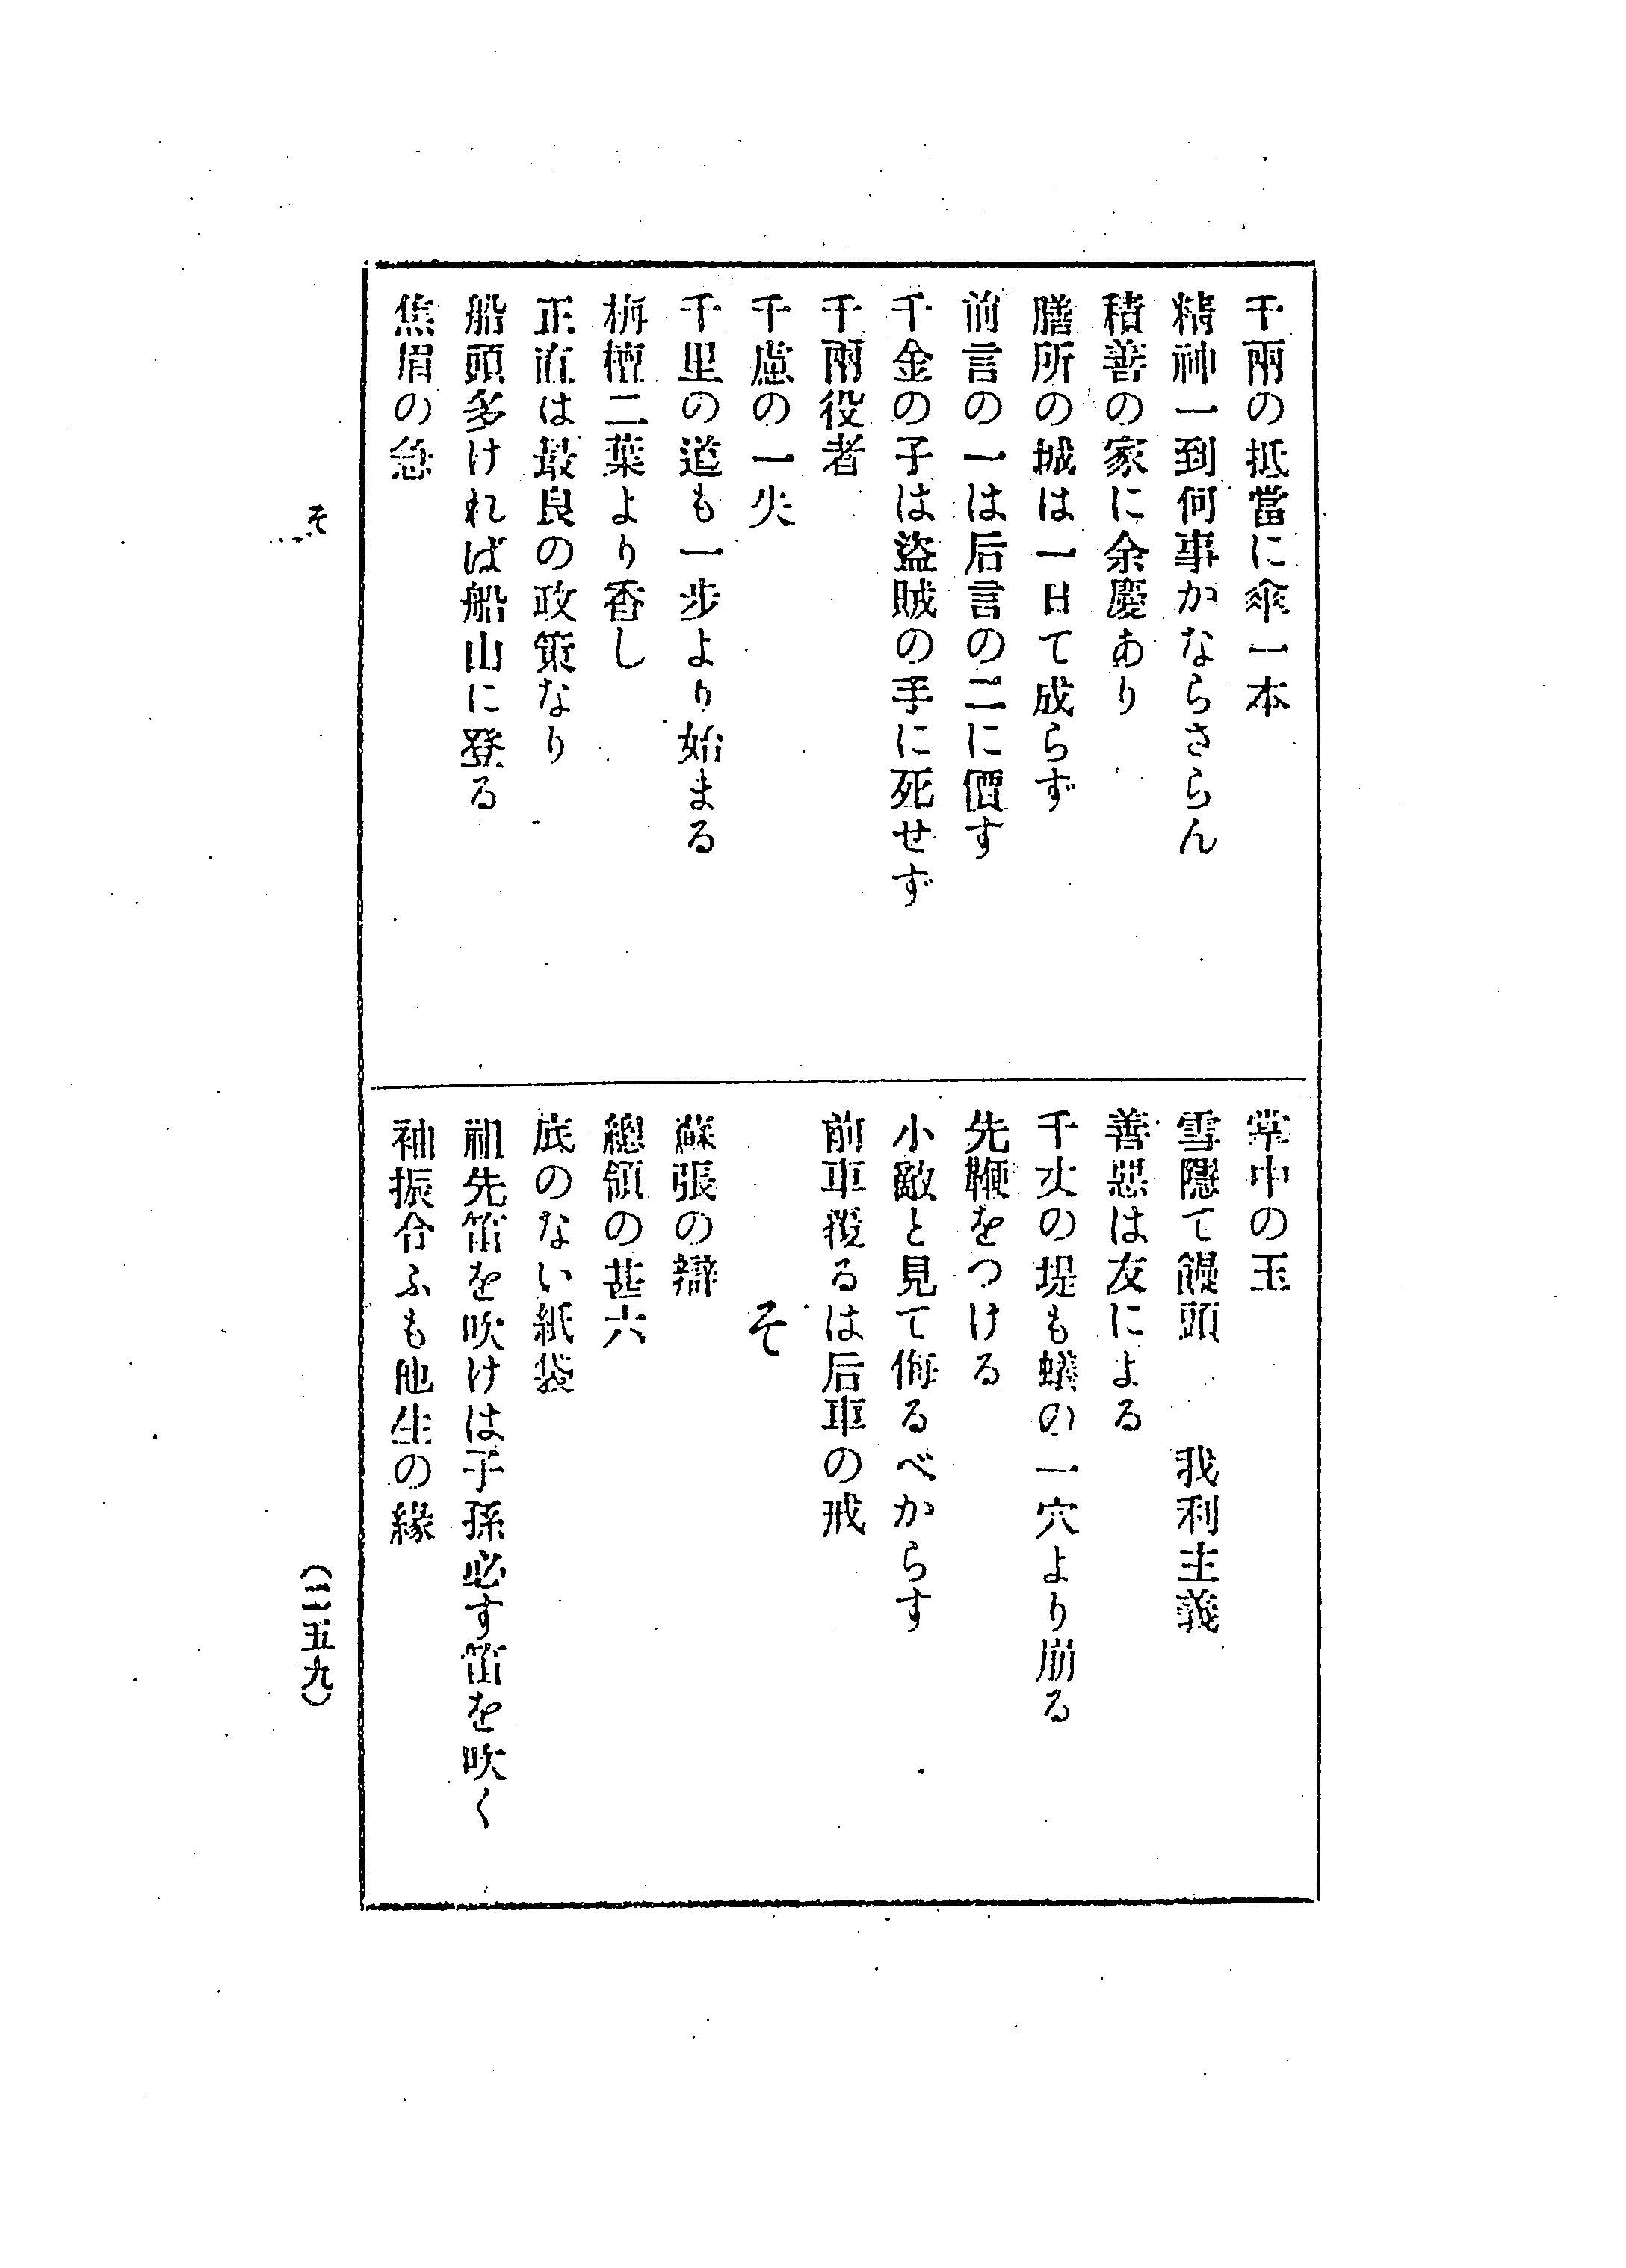 千兩の抵當に傘一本
精神一到何事かならさらん
積善の家に余慶あり
膳所の城は一日て成らず
前言の一は后言の二に價す
千金の子は盜賊の手に死せず
千兩役者
千慮の一失
千里の道も一步より始まる
栴檀二葉より香し
正直は最良の政策なり
船頭多ければ船山に登る
焦眉の急
掌中の玉
雪隱て饅頭 我利主義
善惡は友による
千丈の堤も蟻の一穴より崩る
先鞭をつける
小敵と見て侮るべからす
前車覆るは后車の戒
そ
蘇張の辯
總領の甚六
底のない紙袋
祖先笛を吹けは子孫必す笛を吹く
袖振合ふも他生の緣
そ
(二五九)